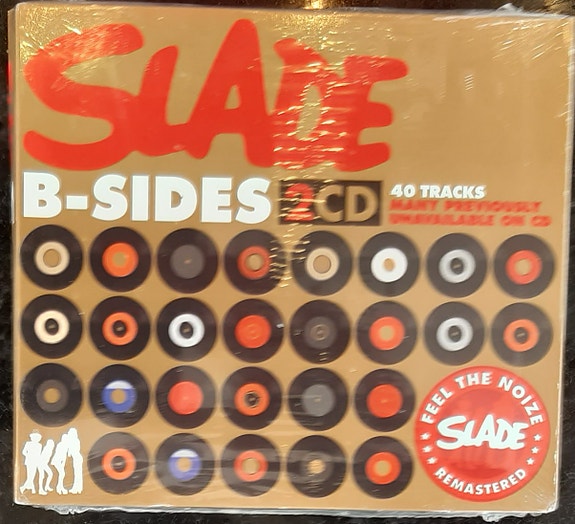 SLADE
B-SIDES
2CD
40 TRACKS
MANY PREVIOUSLY
UNAVAILABLE ON CD
FEEL THE NOIZE
SLADE
REMASTERED